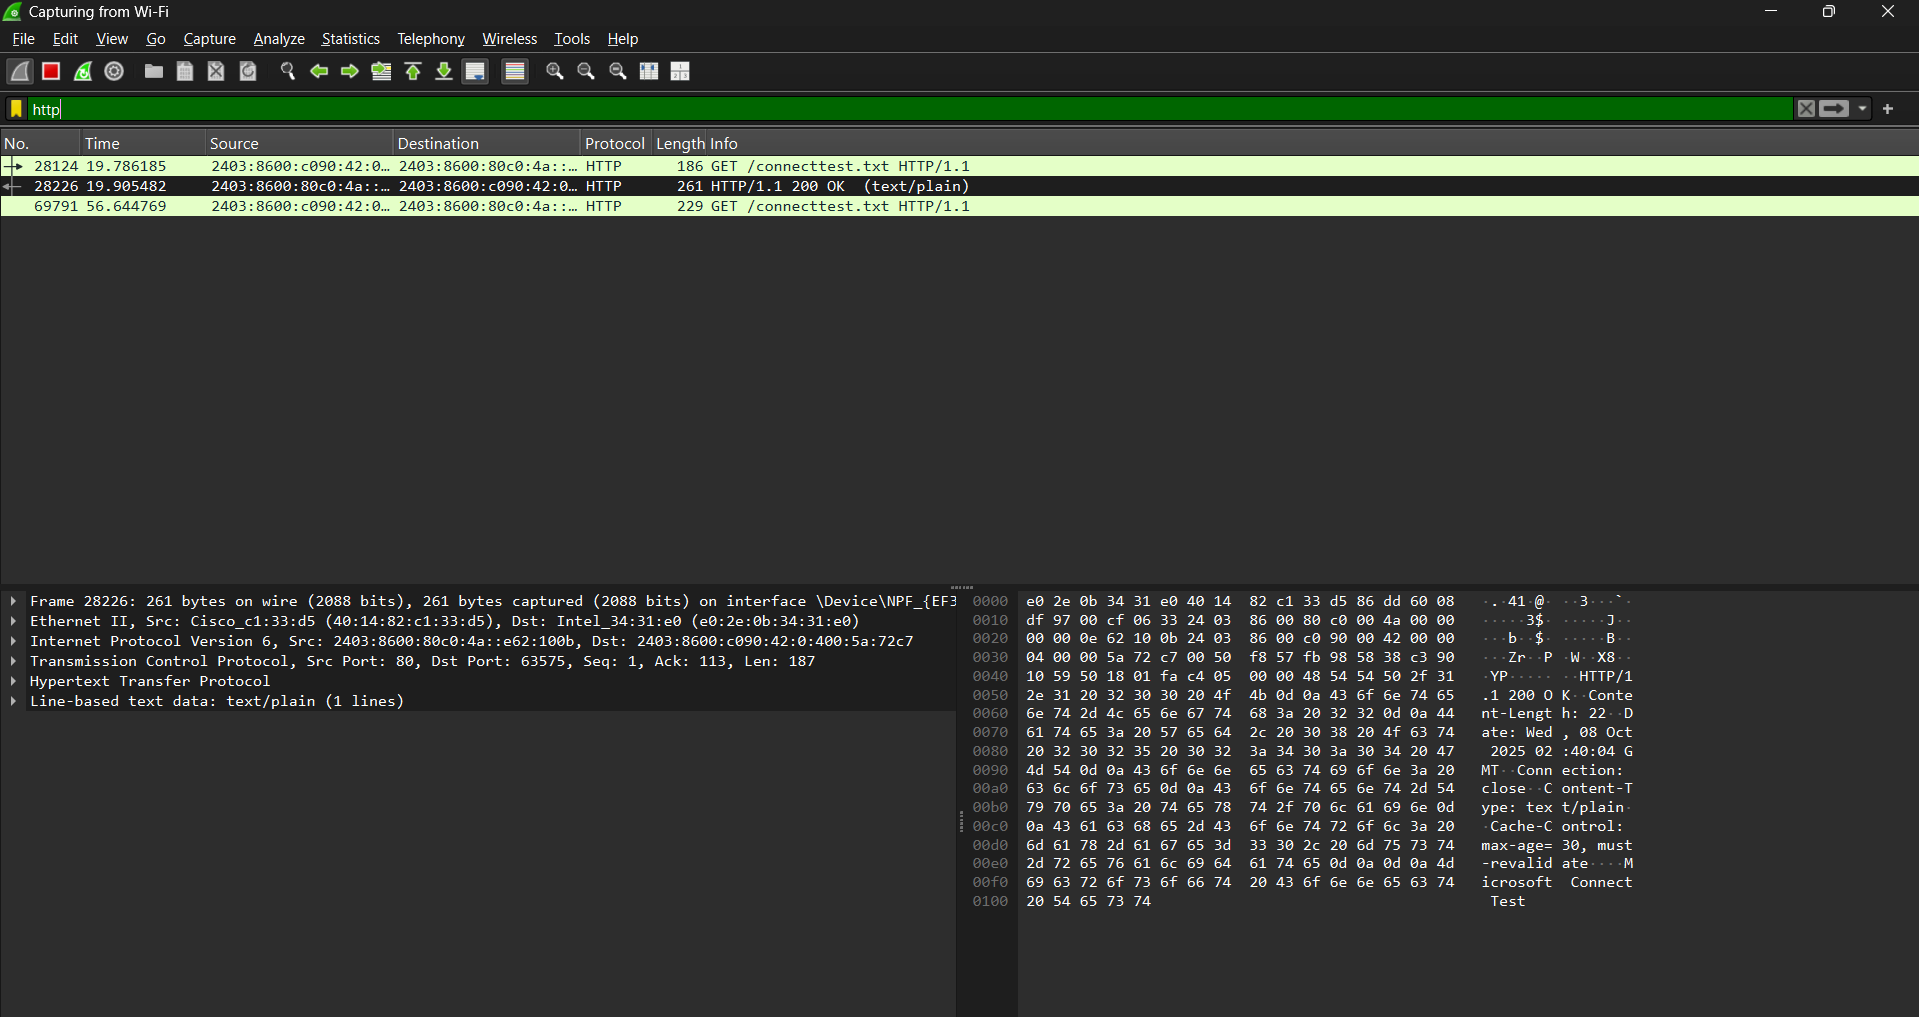 Capturing from Wi-Fi
File Edit View Go Capture Analyze Statistics Telephony Wireless Tools Help
http
No. Time Source Destination Protocol Length Info
28124 19.786185 2403:8600:c090:42:0… 2403:8600:80c0:4a::… HTTP 186 GET /connecttest.txt HTTP/1.1
28226 19.905482 2403:8600:80c0:4a::… 2403:8600:c090:42:0… HTTP 261 HTTP/1.1 200 OK (text/plain)
69791 56.644769 2403:8600:c090:42:0… 2403:8600:80c0:4a::… HTTP 229 GET /connecttest.txt HTTP/1.1
Frame 28226: 261 bytes on wire (2088 bits), 261 bytes captured (2088 bits) on interface \Device\NPF_{EF3
Ethernet II, Src: Cisco_c1:33:d5 (40:14:82:c1:33:d5), Dst: Intel_34:31:e0 (e0:2e:0b:34:31:e0)
Internet Protocol Version 6, Src: 2403:8600:80c0:4a::e62:100b, Dst: 2403:8600:c090:42:0:400:5a:72c7
Transmission Control Protocol, Src Port: 80, Dst Port: 63575, Seq: 1, Ack: 113, Len: 187
Hypertext Transfer Protocol
Line-based text data: text/plain (1 lines)
0000 e0 2e 0b 34 31 e0 40 14 82 c1 33 d5 86 dd 60 08 ·.·41·@· ··3···`·
0010 df 97 00 cf 06 33 24 03 86 00 80 c0 00 4a 00 00 ·····3$· ·····J··
0020 00 00 0e 62 10 0b 24 03 86 00 c0 90 00 42 00 00 ···b··$· ·····B··
0030 04 00 00 5a 72 c7 00 50 f8 57 fb 98 58 38 c3 90 ···Zr··P ·W··X8··
0040 10 59 50 18 01 fa c4 05 00 00 48 54 54 50 2f 31 ·YP····· ··HTTP/1
0050 2e 31 20 32 30 30 20 4f 4b 0d 0a 43 6f 6e 74 65 .1 200 O K··Conte
0060 6e 74 2d 4c 65 6e 67 74 68 3a 20 32 32 0d 0a 44 nt-Lengt h: 22··D
0070 61 74 65 3a 20 57 65 64 2c 20 30 38 20 4f 63 74 ate: Wed , 08 Oct
0080 20 32 30 32 35 20 30 32 3a 34 30 3a 30 34 20 47 2025 02 :40:04 G
0090 4d 54 0d 0a 43 6f 6e 6e 65 63 74 69 6f 6e 3a 20 MT··Conn ection:
00a0 63 6c 6f 73 65 0d 0a 43 6f 6e 74 65 6e 74 2d 54 close··C ontent-T
00b0 79 70 65 3a 20 74 65 78 74 2f 70 6c 61 69 6e 0d ype: tex t/plain·
00c0 0a 43 61 63 68 65 2d 43 6f 6e 74 72 6f 6c 3a 20 ·Cache-C ontrol:
00d0 6d 61 78 2d 61 67 65 3d 33 30 2c 20 6d 75 73 74 max-age= 30, must
00e0 2d 72 65 76 61 6c 69 64 61 74 65 0d 0a 0d 0a 4d -revalid ate····M
00f0 69 63 72 6f 73 6f 66 74 20 43 6f 6e 6e 65 63 74 icrosoft Connect
0100 20 54 65 73 74 Test